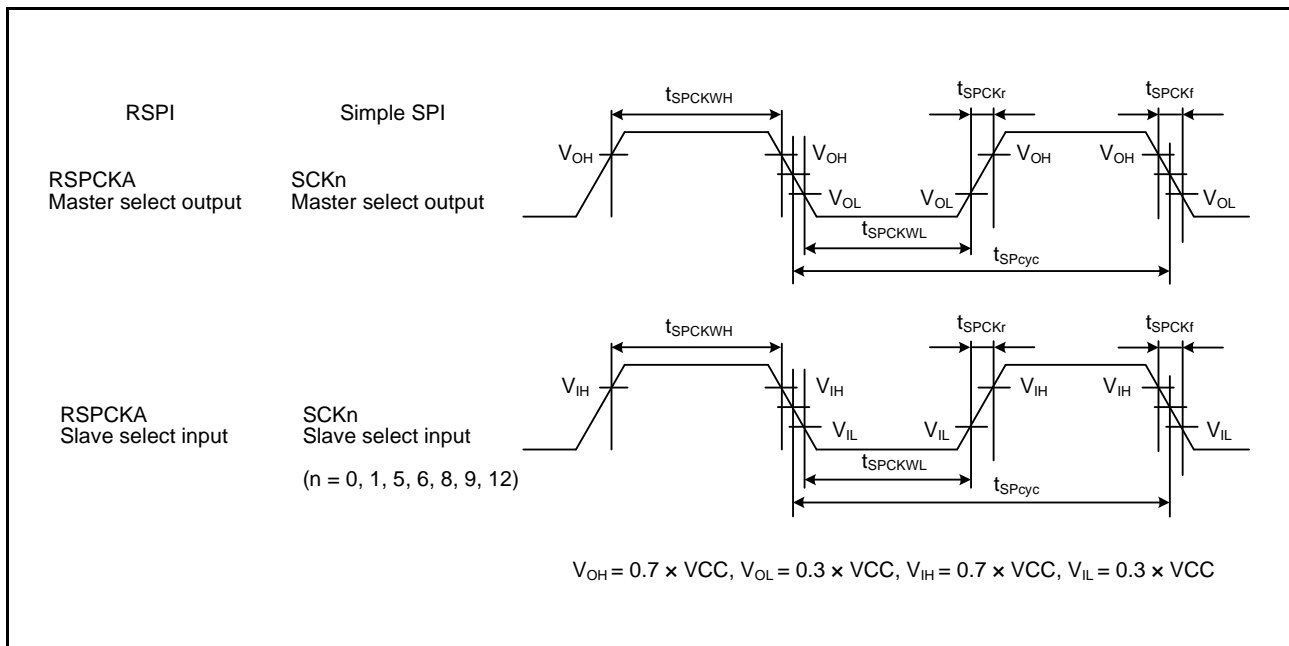 RSPI
Simple SPI
RSPCKA
Master select output
SCKn
Master select output
tSPCKWH
tSPCKr
tSPCKf
VOH
VOH
VOL
VOL
VOH
VOH
VOL
tSPCKWL
tSPcyc
RSPCKA
Slave select input
SCKn
Slave select input
(n = 0, 1, 5, 6, 8, 9, 12)
tSPCKWH
tSPCKr
tSPCKf
VIH
VIH
VIL
VIL
VIH
VIH
VIL
tSPCKWL
tSPcyc
VOH = 0.7 × VCC, VOL = 0.3 × VCC, VIH = 0.7 × VCC, VIL = 0.3 × VCC